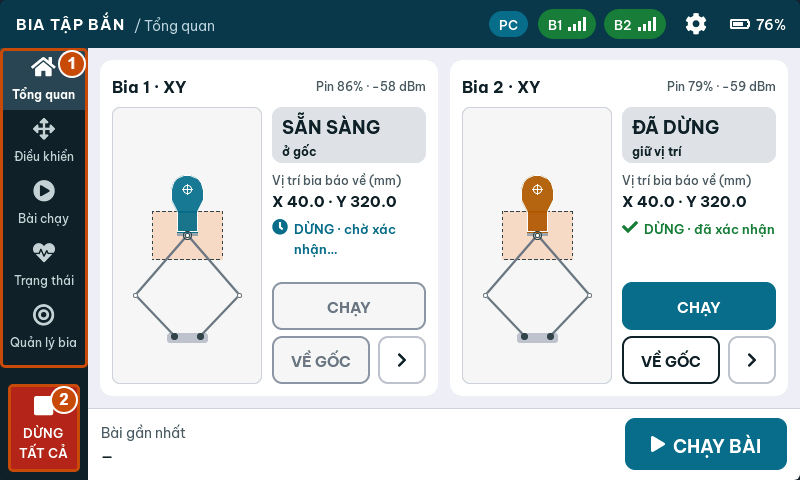 BIA TẬP BẮN / Tổng quan
PC
B1
B2
76%
1
Tổng quan
Điều khiển
Bài chạy
Trạng thái
Quản lý bia
2
DỪNG
TẤT CẢ
Bia 1 · XY
Pin 86% · -58 dBm
SẴN SÀNG
ở gốc
Vị trí bia báo về (mm)
X 40.0 · Y 320.0
DỪNG · chờ xác
nhận...
CHẠY
VỀ GỐC
Bia 2 · XY
Pin 79% · -59 dBm
ĐÃ DỪNG
giữ vị trí
Vị trí bia báo về (mm)
X 40.0 · Y 320.0
DỪNG · đã xác nhận
CHẠY
VỀ GỐC
Bài gần nhất
–
CHẠY BÀI